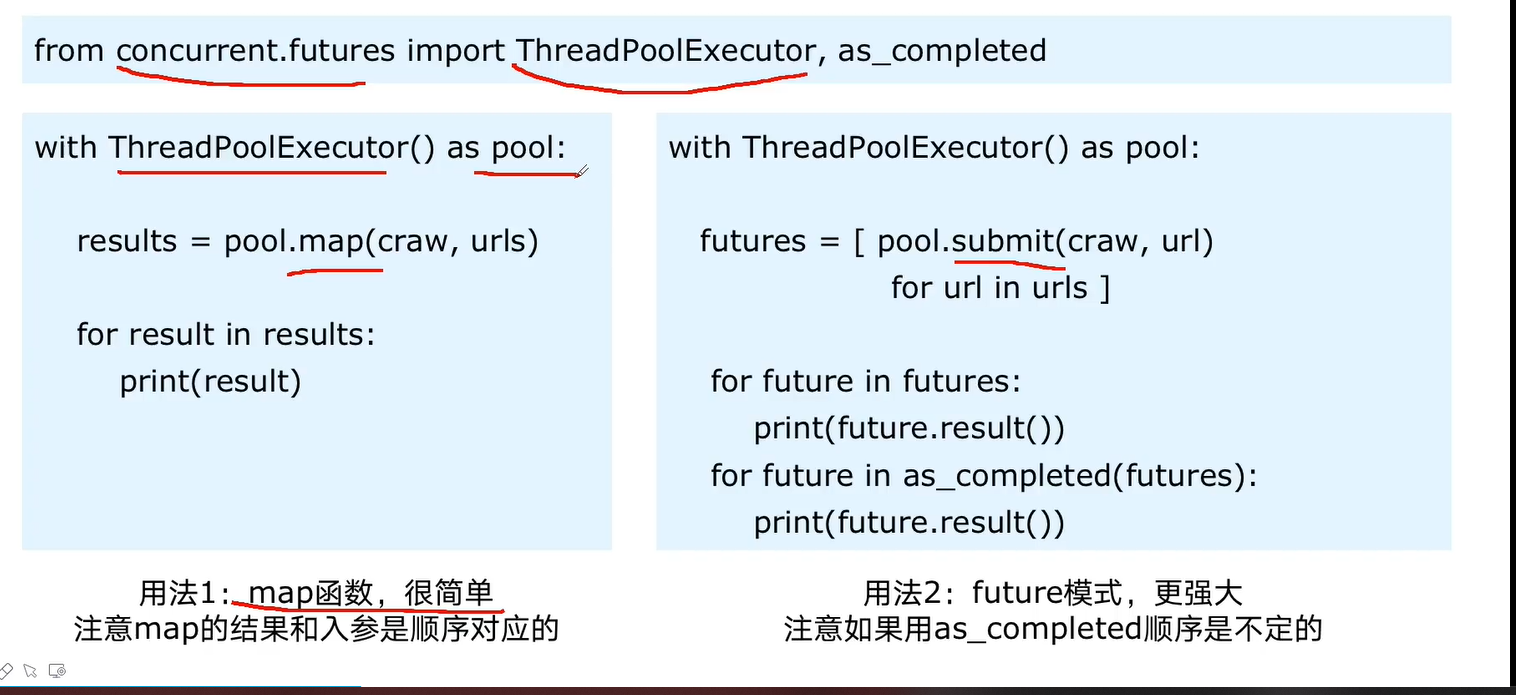 from concurrent.futures import ThreadPoolExecutor, as_completed
with ThreadPoolExecutor() as pool:
results = pool.map(craw, urls)
for result in results:
print(result)
用法1：map函数，很简单
注意map的结果和入参是顺序对应的
with ThreadPoolExecutor() as pool:
futures = [ pool.submit(craw, url)
for url in urls ]
for future in futures:
print(future.result())
for future in as_completed(futures):
print(future.result())
用法2：future模式，更强大
注意如果用as_completed顺序是不定的